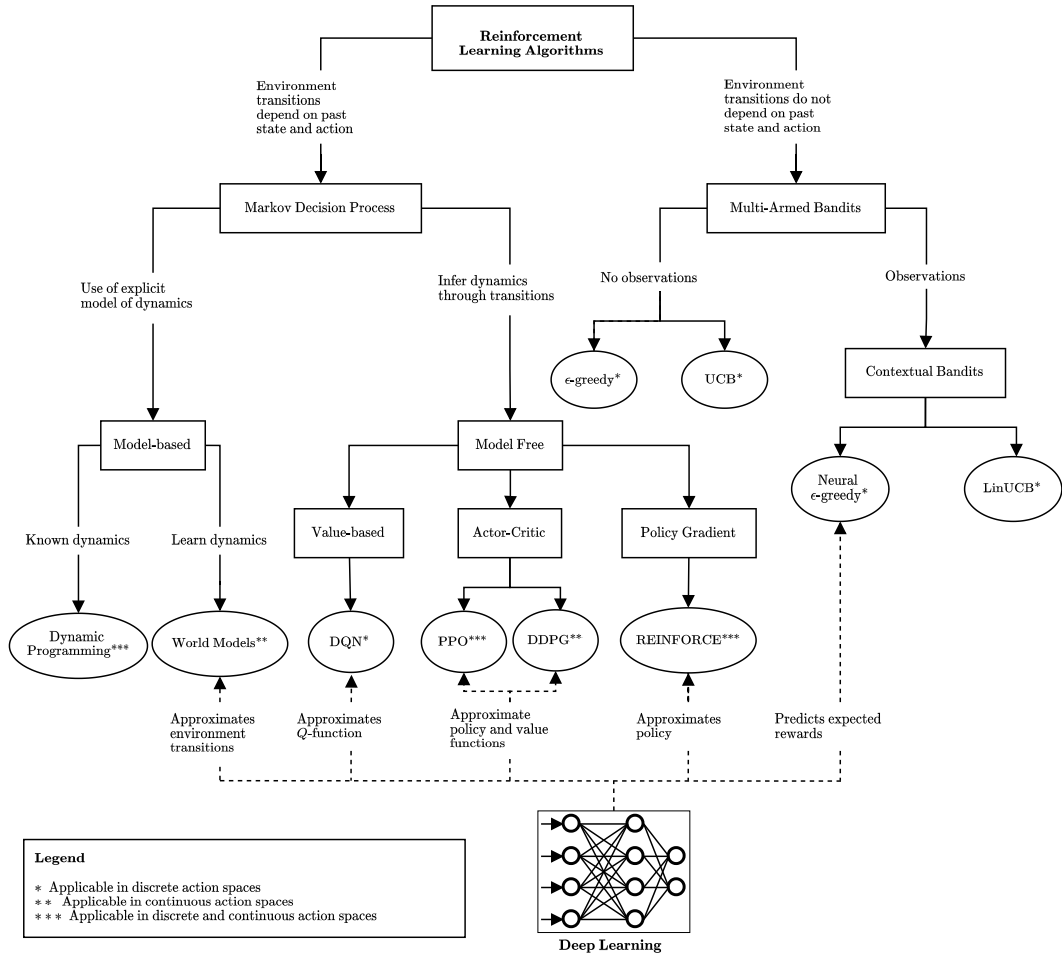 Reinforcement
Learning Algorithms
Environment
transitions
depend on past
state and action
Environment
transitions do not
depend on past
state and action
Markov Decision Process
Multi-Armed Bandits
Use of explicit
model of dynamics
Infer dynamics
through transitions
No observations
Observations
ϵ-greedy*
UCB*
Contextual Bandits
Model-based
Model Free
Neural
ϵ-greedy*
LinUCB*
Known dynamics
Learn dynamics
Value-based
Actor-Critic
Policy Gradient
Dynamic
Programming***
World Models**
DQN*
PPO***
DDPG**
REINFORCE***
Approximates
environment
transitions
Approximates
Q-function
Approximate
policy and value
functions
Approximates
policy
Predicts expected
rewards
Legend
* Applicable in discrete action spaces
** Applicable in continuous action spaces
*** Applicable in discrete and continuous action spaces
Deep Learning